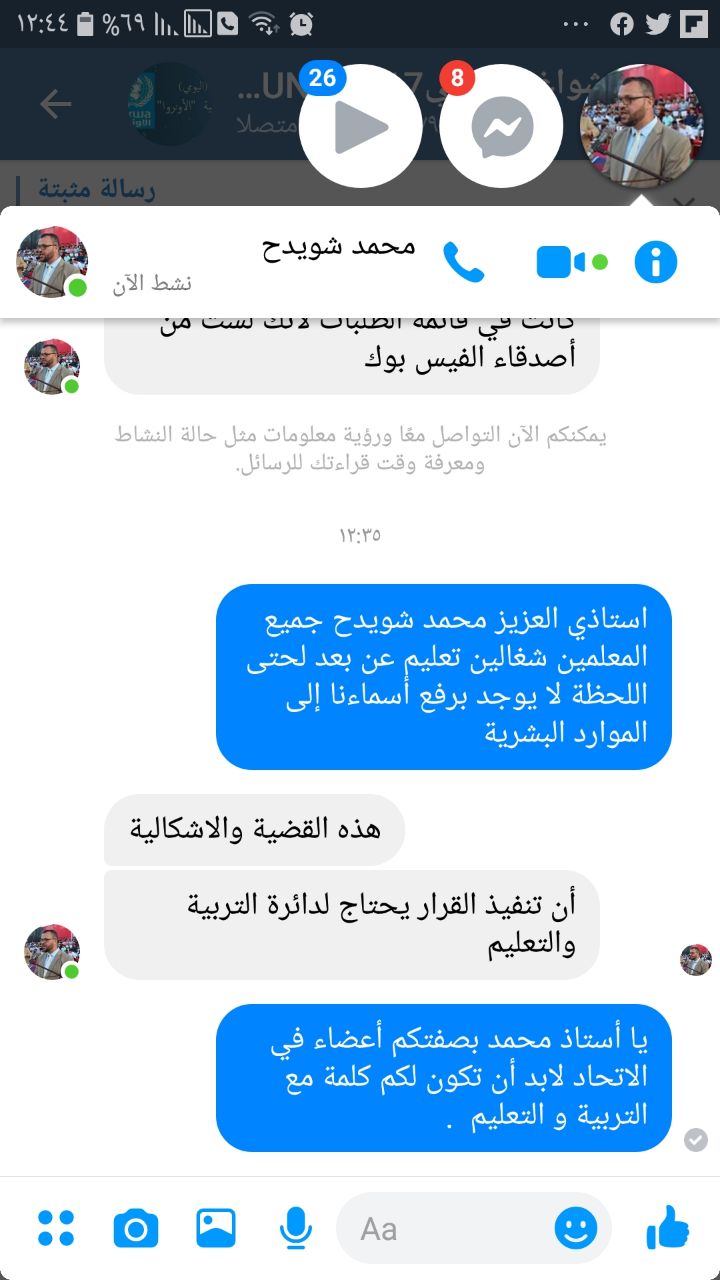 ١٢:٤٤
%٦٩
26
8
رسالة مثبتة
محمد شويدح
نشط الآن
كانت في قائمة الطلبات لأنك لست من
أصدقاء الفيس بوك
يمكنكم الآن التواصل معًا ورؤية معلومات مثل حالة النشاط
ومعرفة وقت قراءتك للرسائل.
١٢:٣٥
استاذي العزيز محمد شويدح جميع
المعلمين شغالين تعليم عن بعد لحتى
اللحظة لا يوجد برفع أسماءنا إلى
الموارد البشرية
هذه القضية والاشكالية
أن تنفيذ القرار يحتاج لدائرة التربية
والتعليم
يا أستاذ محمد بصفتكم أعضاء في
الاتحاد لابد أن تكون لكم كلمة مع
التربية و التعليم .
Aa